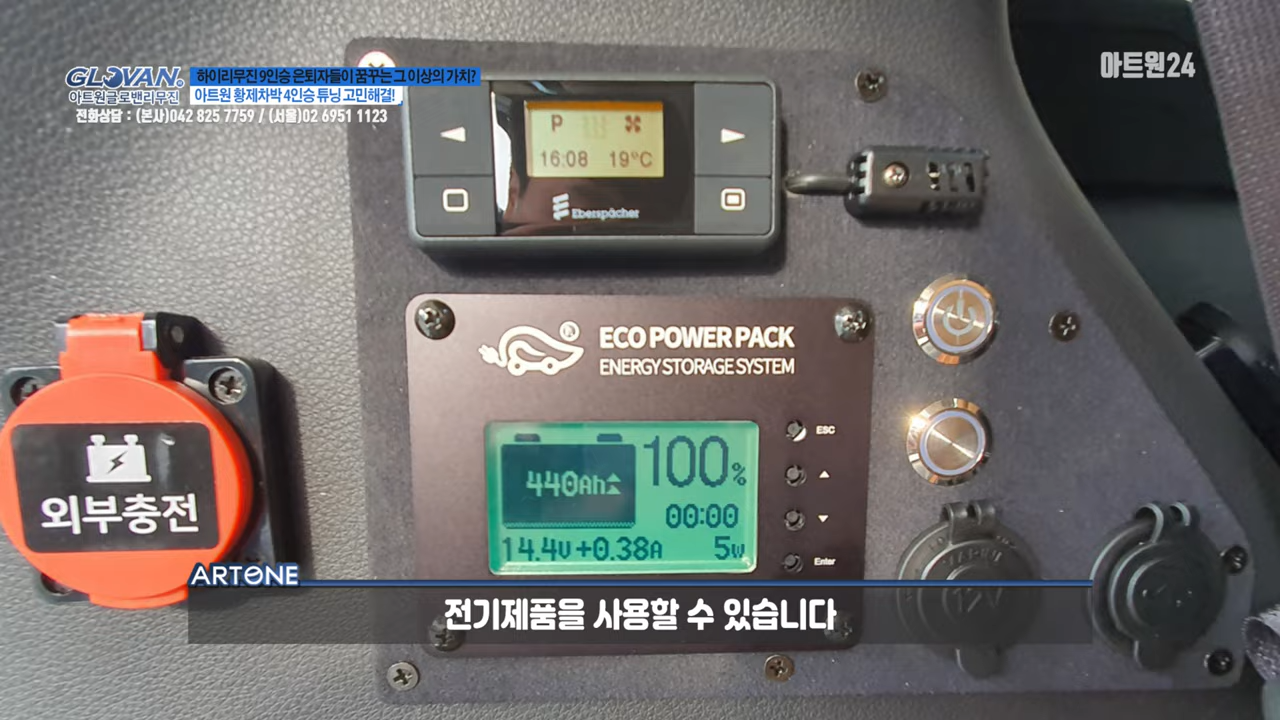 GLOVAN®
아트원글로밴리무진
하이리무진 9인승 은퇴자들이 꿈꾸는 그 이상의 가치?
아트원 황제차박 4인승 튜닝 고민해결!
전화상담 : (본사)042 825 7759 / (서울)02 6951 1123
아트원24
P
16:08 19°C
Eberspächer
ECO POWER PACK
ENERGY STORAGE SYSTEM
440Ah
100%
00:00
14.4V +0.38A 5W
ESC
Enter
외부충전
12V
ARTONE
전기제품을 사용할 수 있습니다